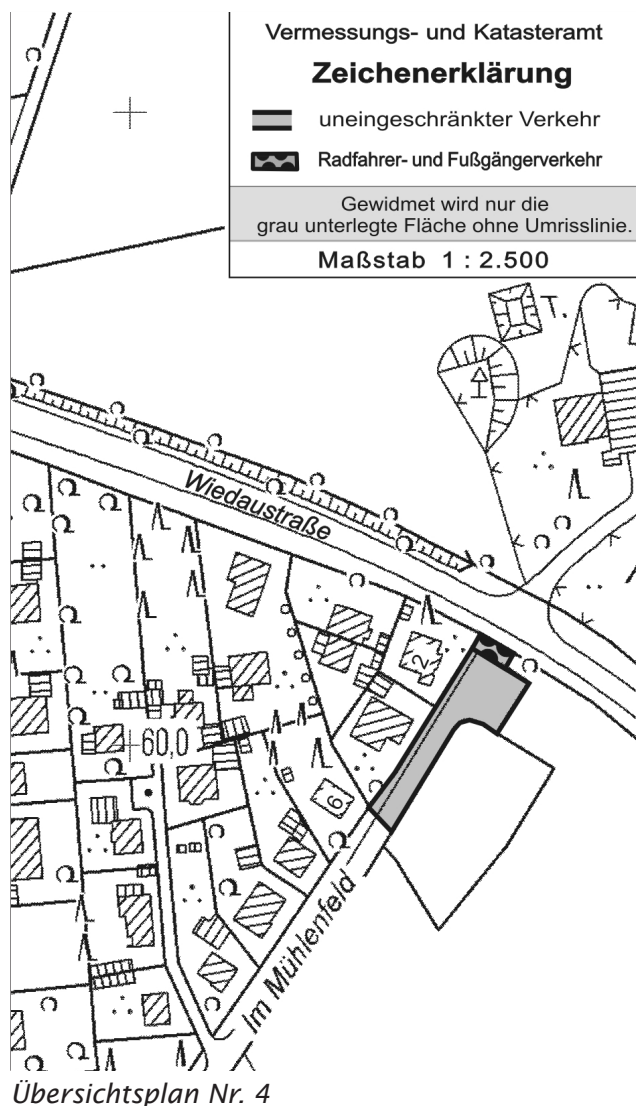 Vermessungs- und Katasteramt
Zeichenerklärung
uneingeschränkter Verkehr
Radfahrer- und Fußgängerverkehr
Gewidmet wird nur die
grau unterlegte Fläche ohne Umrisslinie.
Maßstab 1 : 2.500
T.
Wiedaustraße
2
60,0
6
Im Mühlenfeld
Übersichtsplan Nr. 4